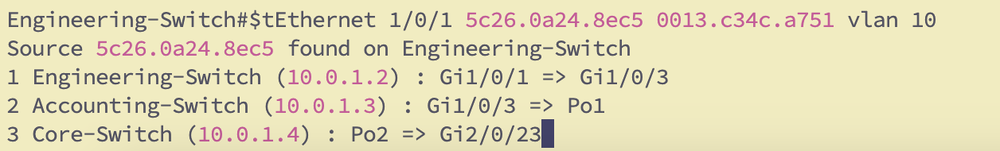 Engineering-Switch#$tEthernet 1/0/1 5c26.0a24.8ec5 0013.c34c.a751 vlan 10
Source 5c26.0a24.8ec5 found on Engineering-Switch
1 Engineering-Switch (10.0.1.2) : Gi1/0/1 => Gi1/0/3
2 Accounting-Switch (10.0.1.3) : Gi1/0/3 => Po1
3 Core-Switch (10.0.1.4) : Po2 => Gi2/0/23